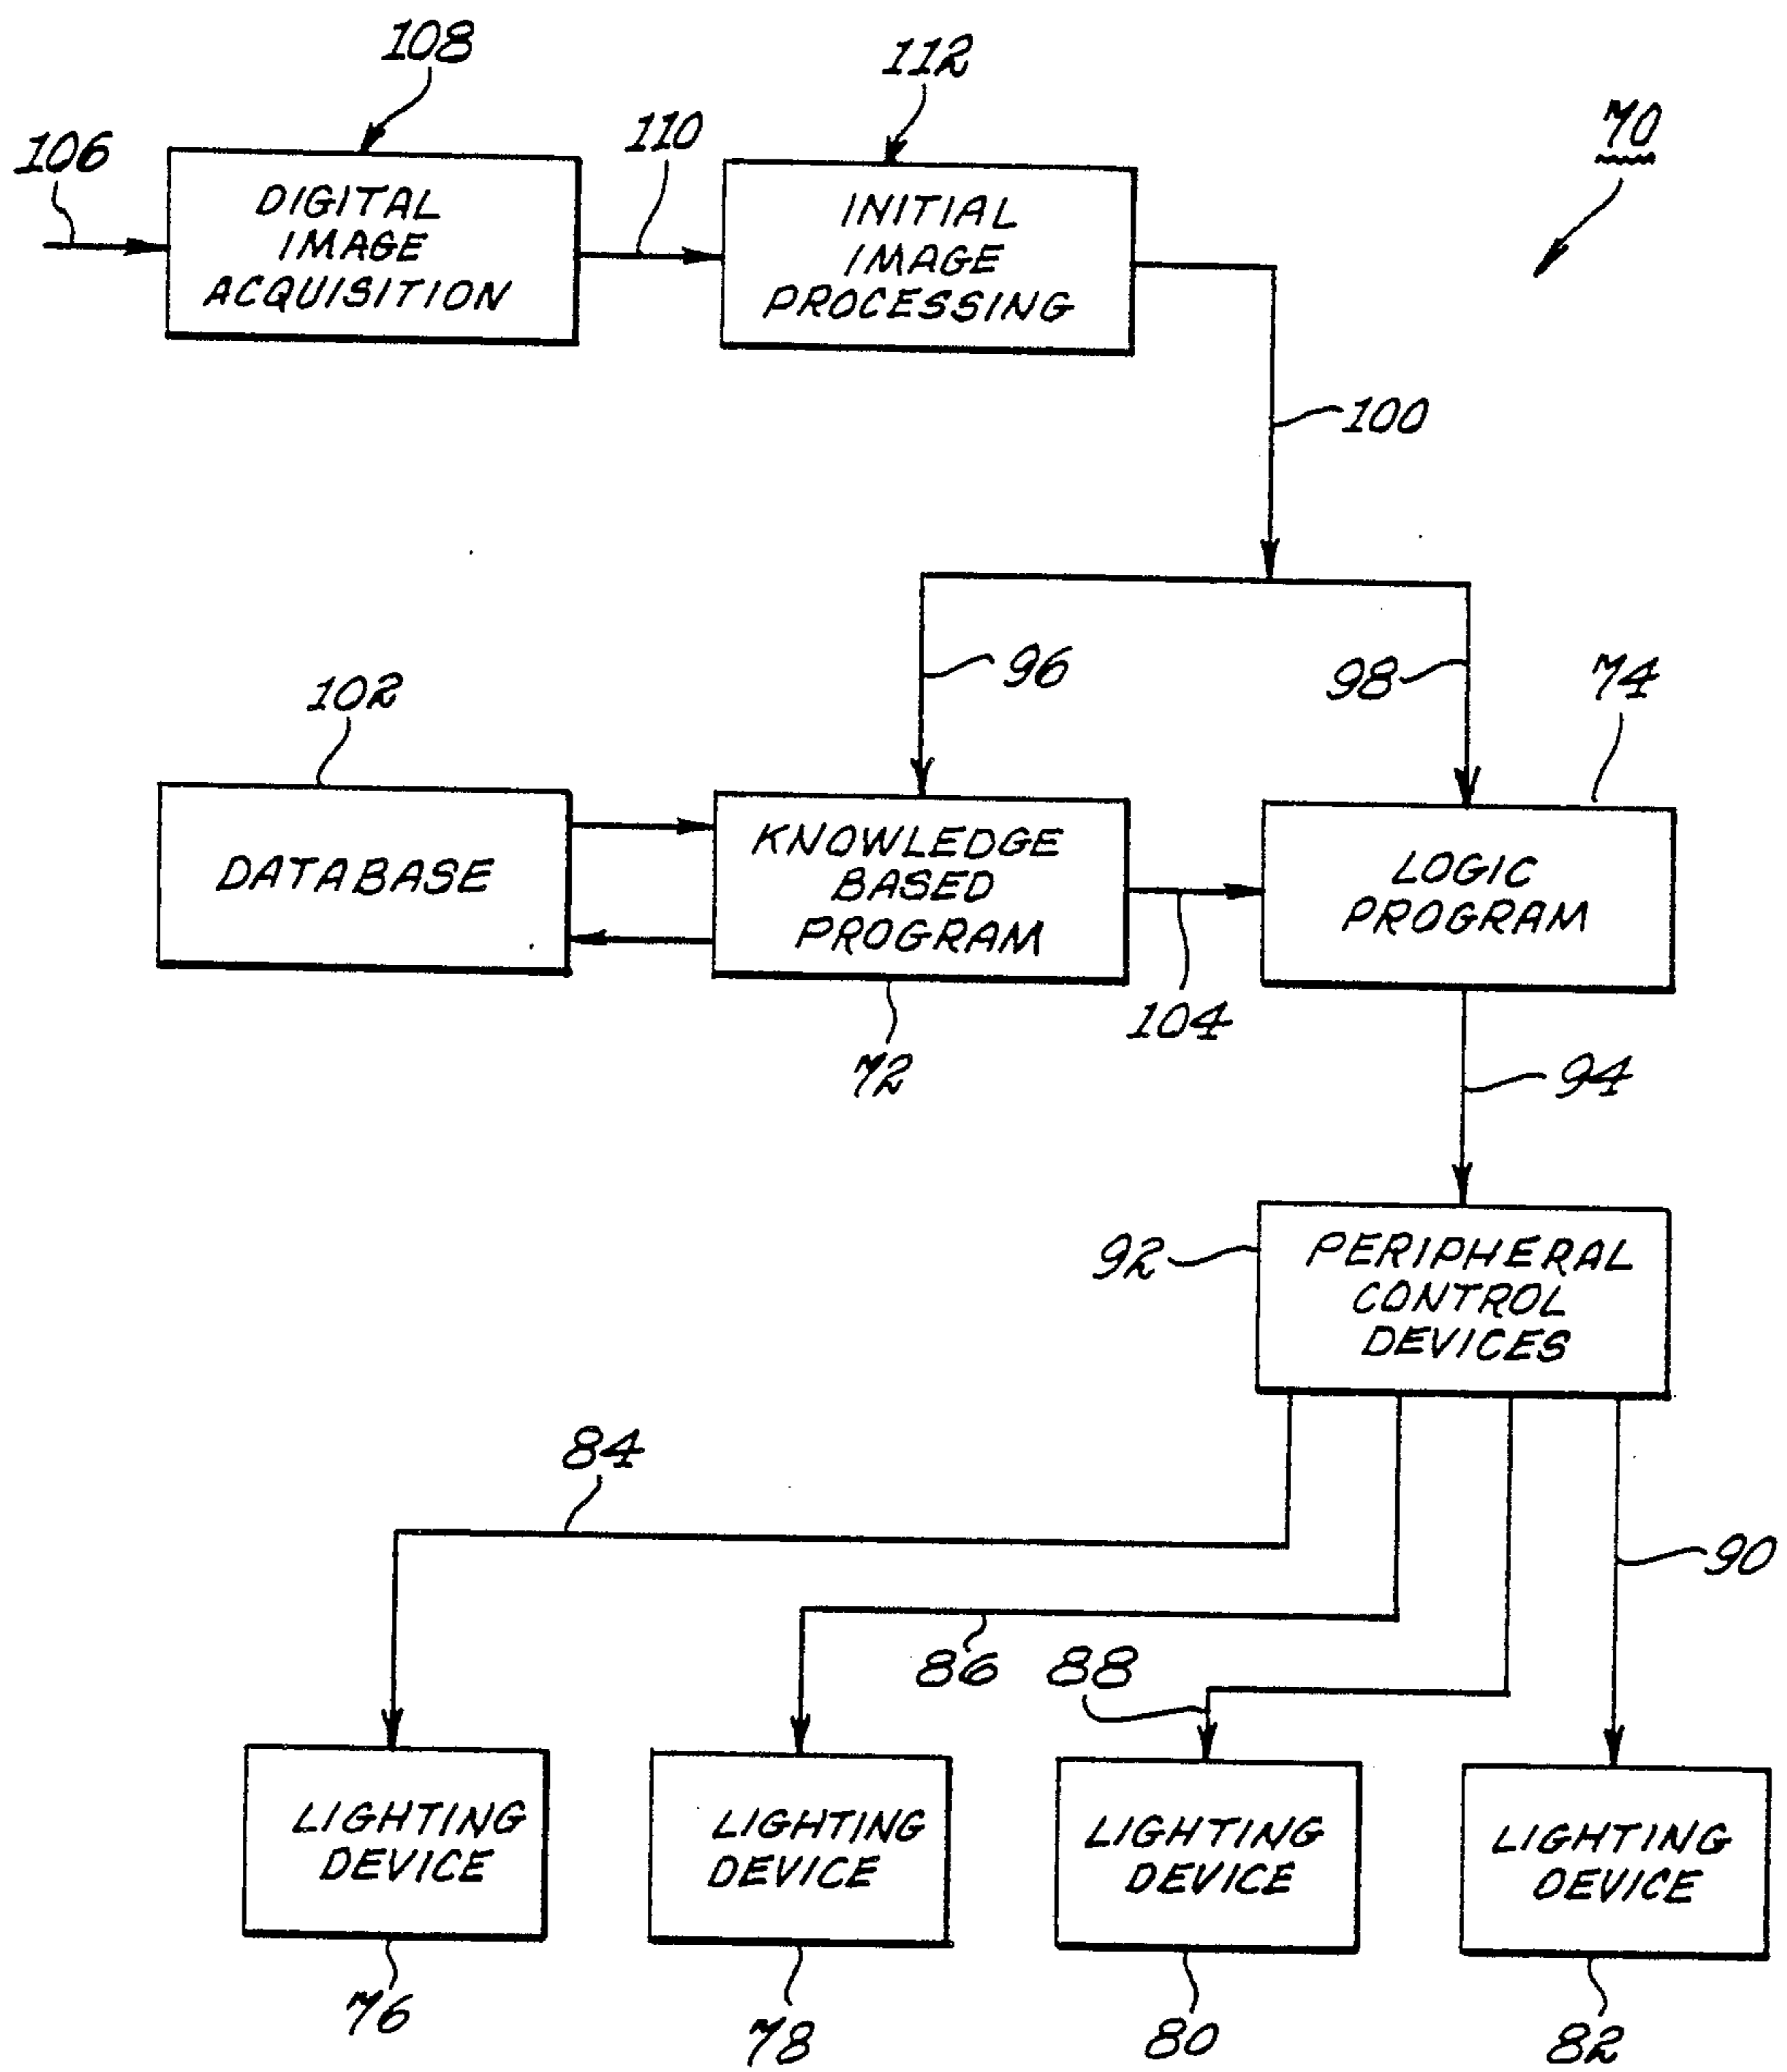 108
112
70
106
110
DIGITAL
IMAGE
ACQUISITION
INITIAL
IMAGE
PROCESSING
100
96
98
74
102
DATABASE
KNOWLEDGE
BASED
PROGRAM
LOGIC
PROGRAM
104
72
94
92
PERIPHERAL
CONTROL
DEVICES
84
90
86
88
LIGHTING
DEVICE
LIGHTING
DEVICE
LIGHTING
DEVICE
LIGHTING
DEVICE
76
78
80
82